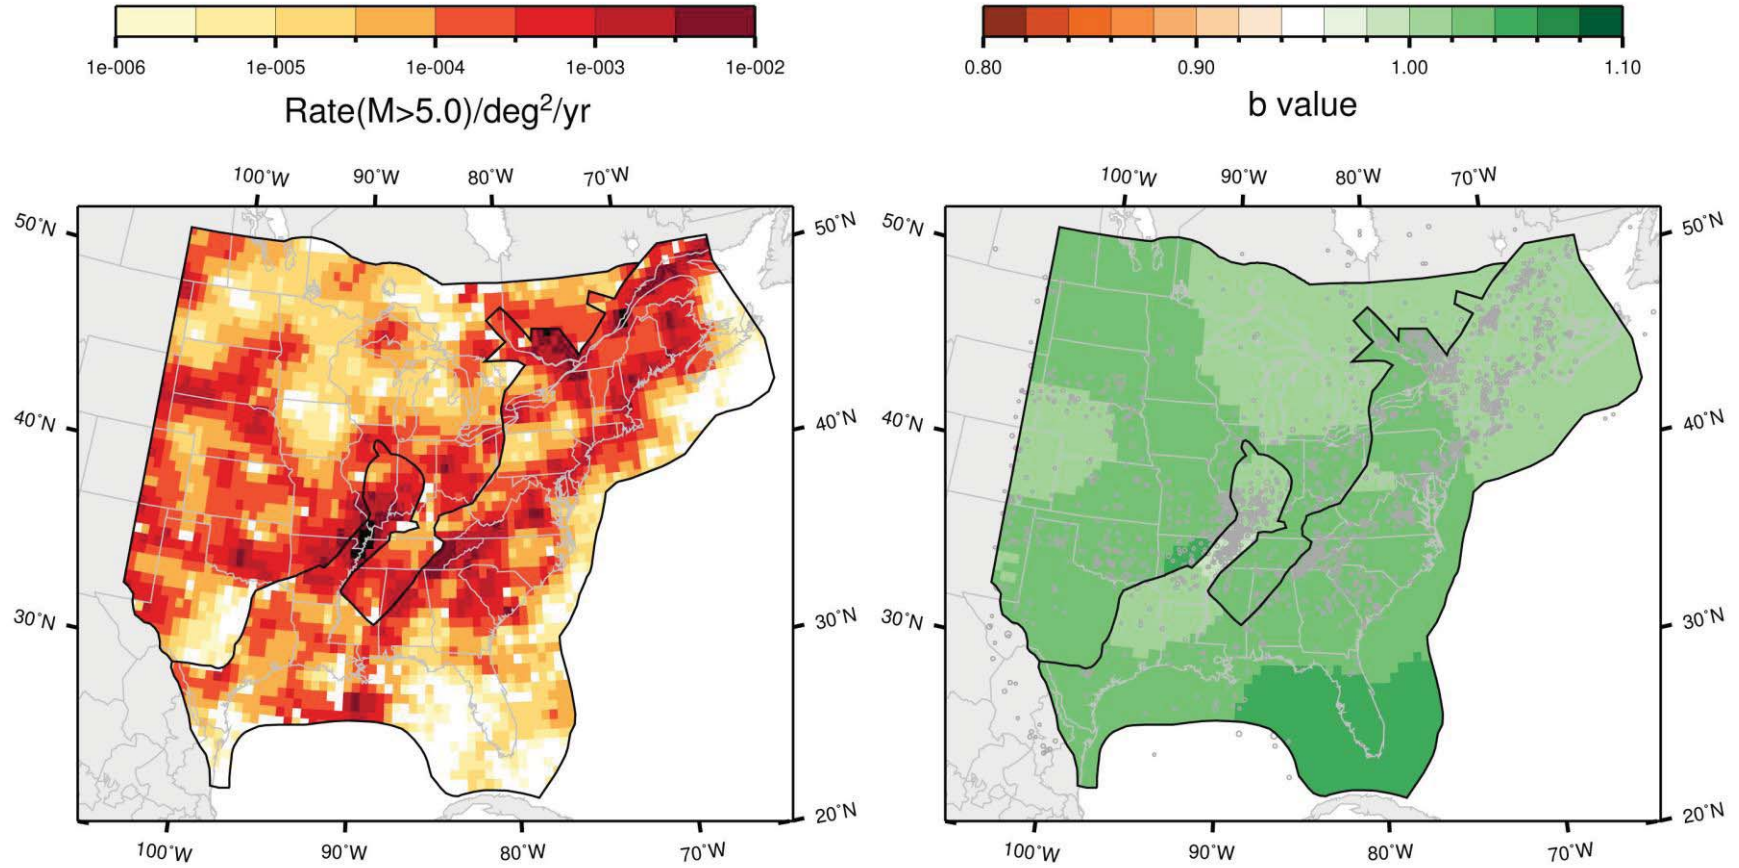 1e-006 1e-005 1e-004 1e-003 1e-002
Rate(M>5.0)/deg²/yr
0.80 0.90 1.00 1.10
b value
100°W 90°W 80°W 70°W
100°W 90°W 80°W 70°W
50°N 50°N 50°N 50°N
40°N 40°N 40°N 40°N
30°N 30°N 30°N 30°N
20°N 20°N
100°W 90°W 80°W 70°W
100°W 90°W 80°W 70°W